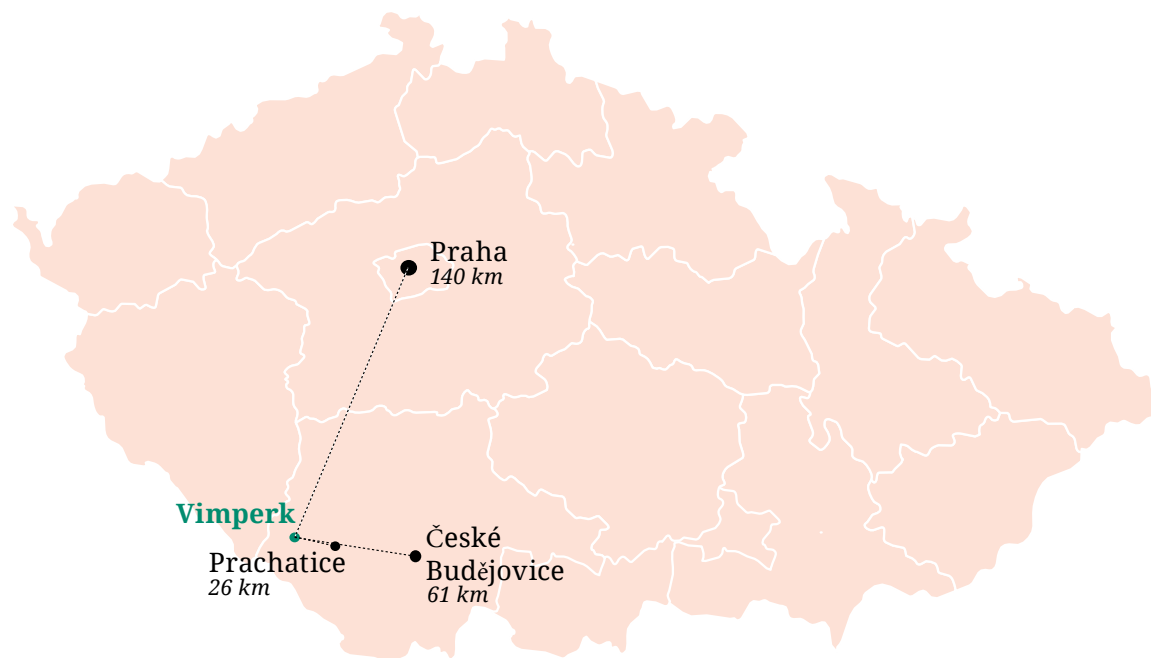 Praha
140 km
Vimperk
Prachatice
26 km
České
Budějovice
61 km